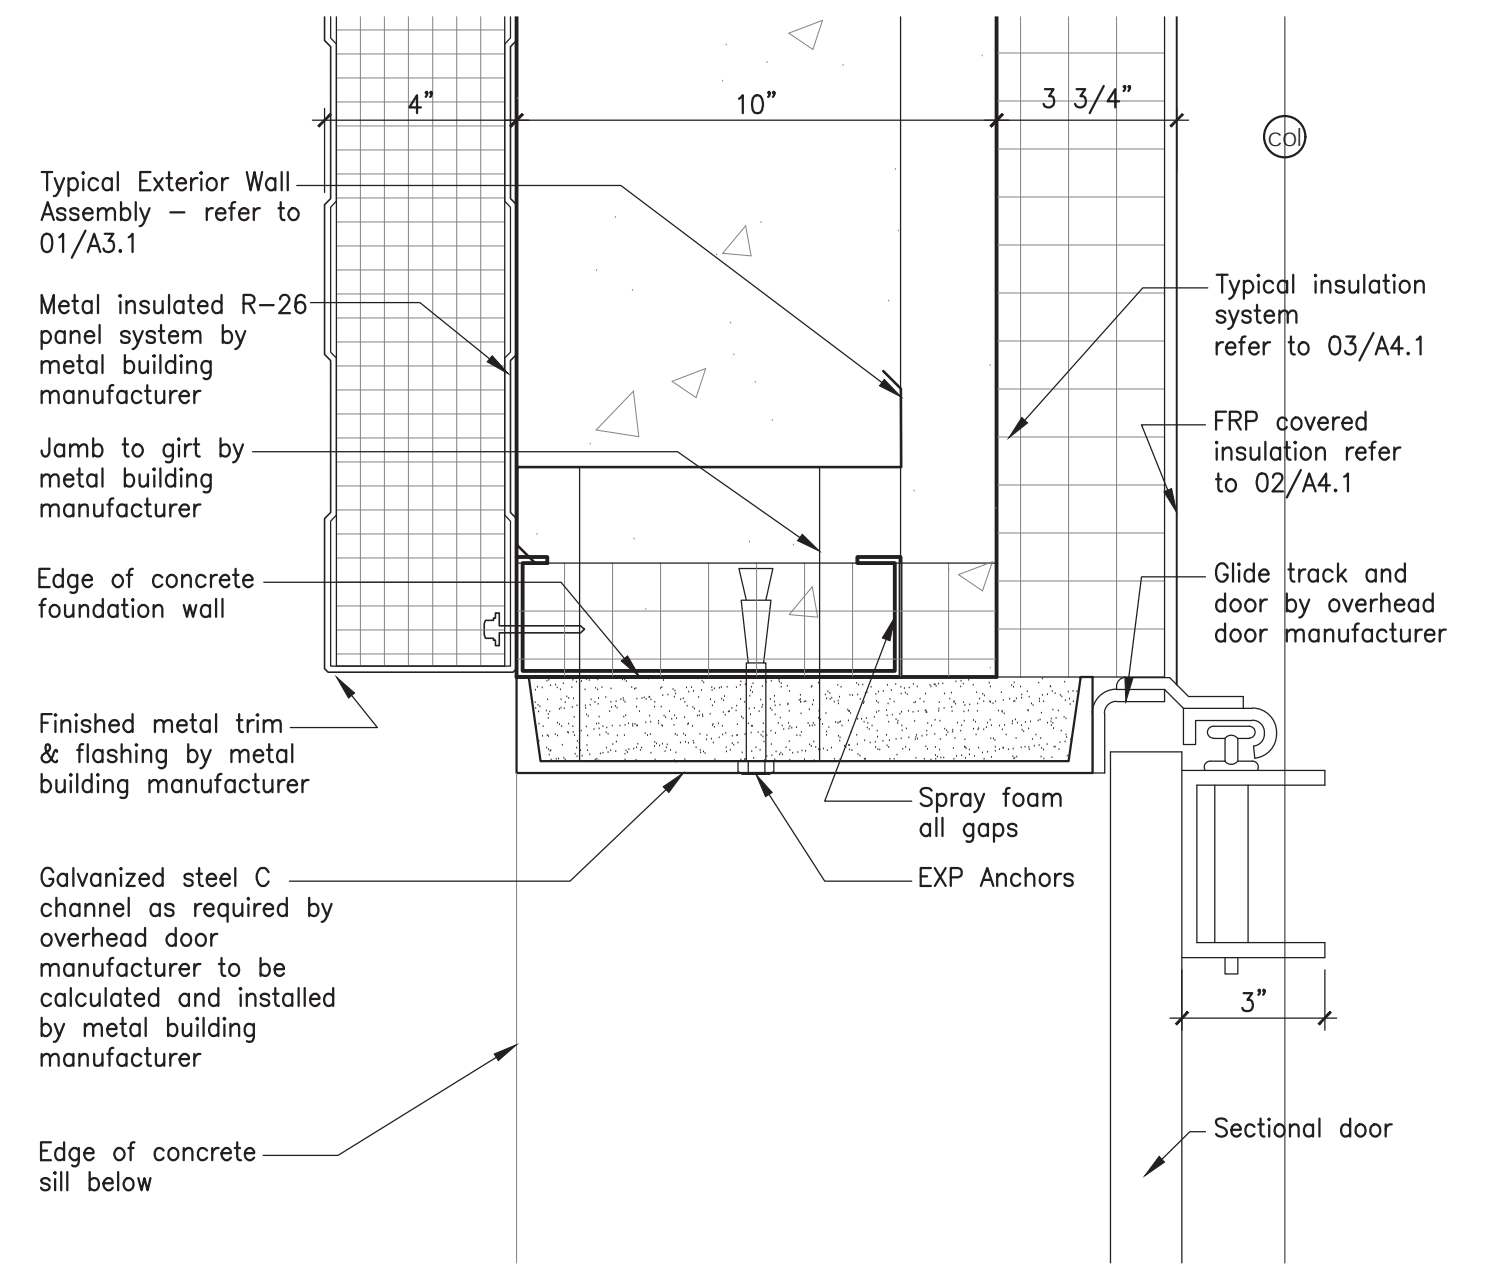 4”
10”
3 3/4”
col
Typical Exterior Wall
Assembly – refer to
01/A3.1
Metal insulated R–26
panel system by
metal building
manufacturer
Jamb to girt by
metal building
manufacturer
Edge of concrete
foundation wall
Finished metal trim
& flashing by metal
building manufacturer
Galvanized steel C
channel as required by
overhead door
manufacturer to be
calculated and installed
by metal building
manufacturer
Edge of concrete
sill below
Typical insulation
system
refer to 03/A4.1
FRP covered
insulation refer
to 02/A4.1
Glide track and
door by overhead
door manufacturer
Spray foam
all gaps
EXP Anchors
3”
Sectional door